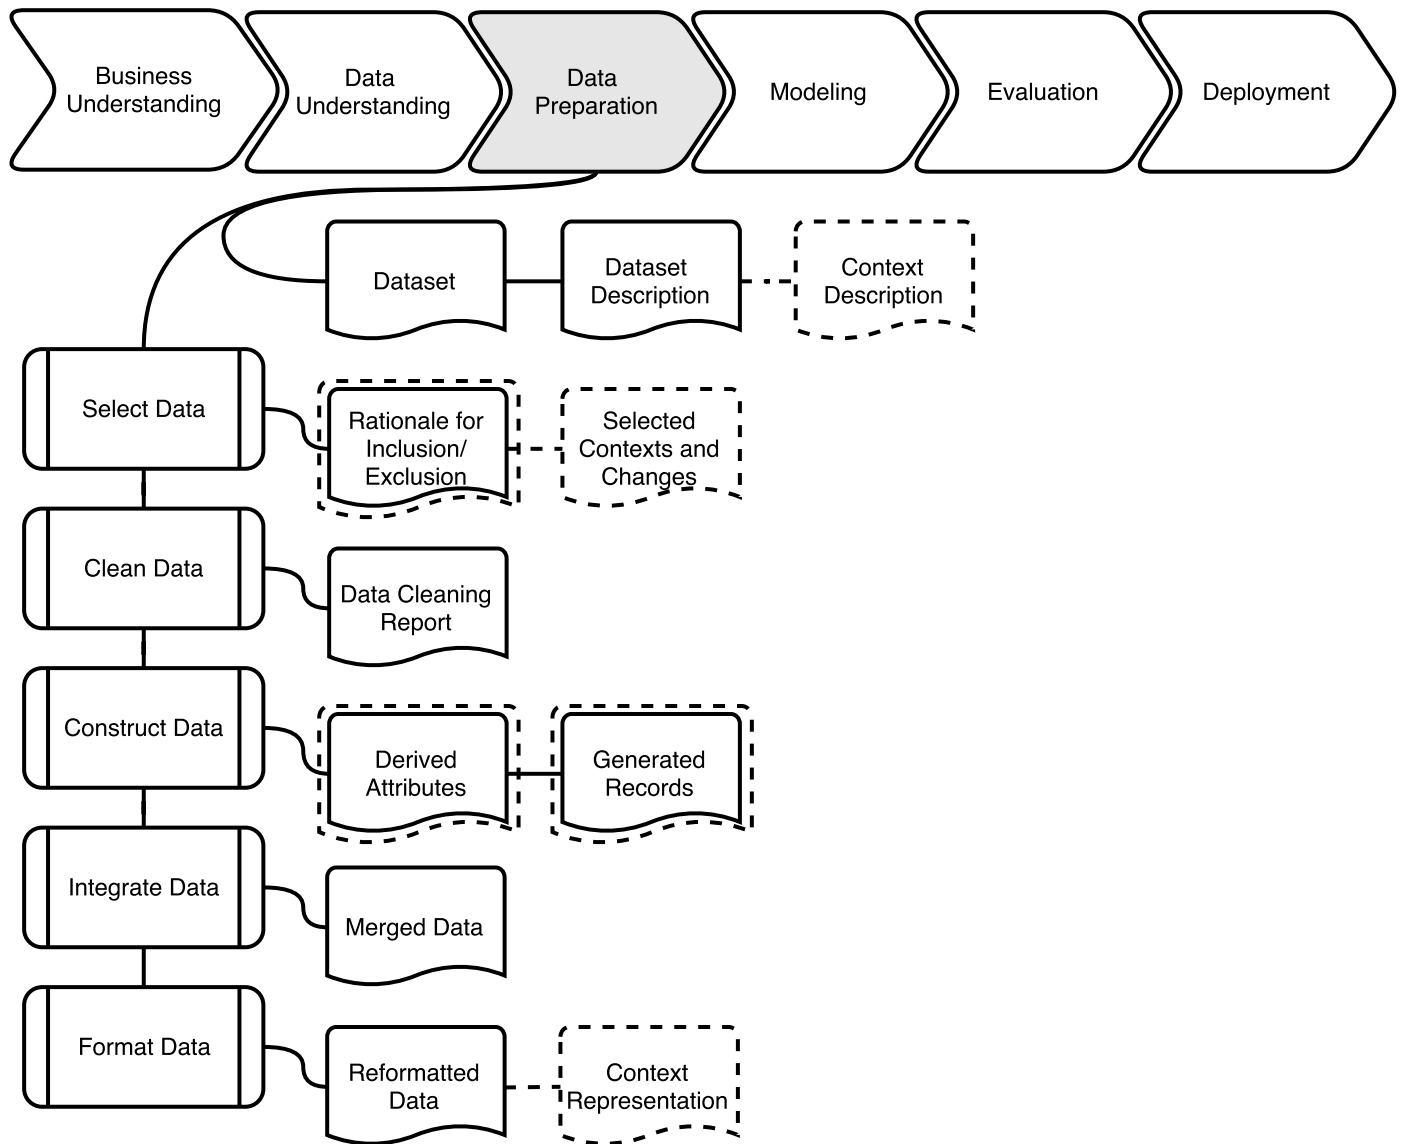 Business
Understanding
Data
Understanding
Data
Preparation
Modeling
Evaluation
Deployment
Dataset
Dataset
Description
Context
Description
Select Data
Rationale for
Inclusion/
Exclusion
Selected
Contexts and
Changes
Clean Data
Data Cleaning
Report
Construct Data
Derived
Attributes
Generated
Records
Integrate Data
Merged Data
Format Data
Reformatted
Data
Context
Representation